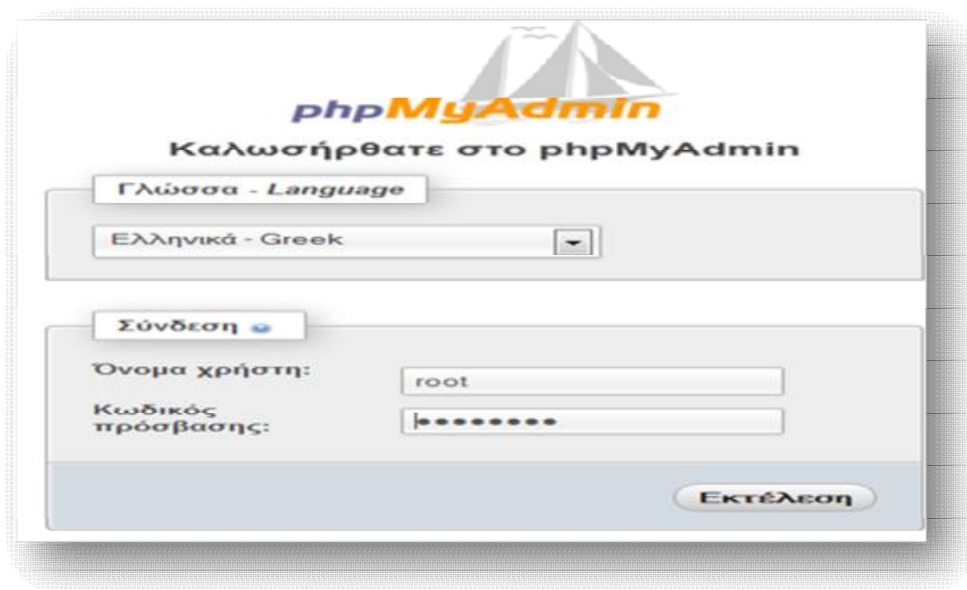 phpMyAdmin
Καλωσήρθατε στο phpMyAdmin
Γλώσσα - Language
Ελληνικά - Greek
Σύνδεση
Όνομα χρήστη:
root
Κωδικός
πρόσβασης:
••••••••
Εκτέλεση